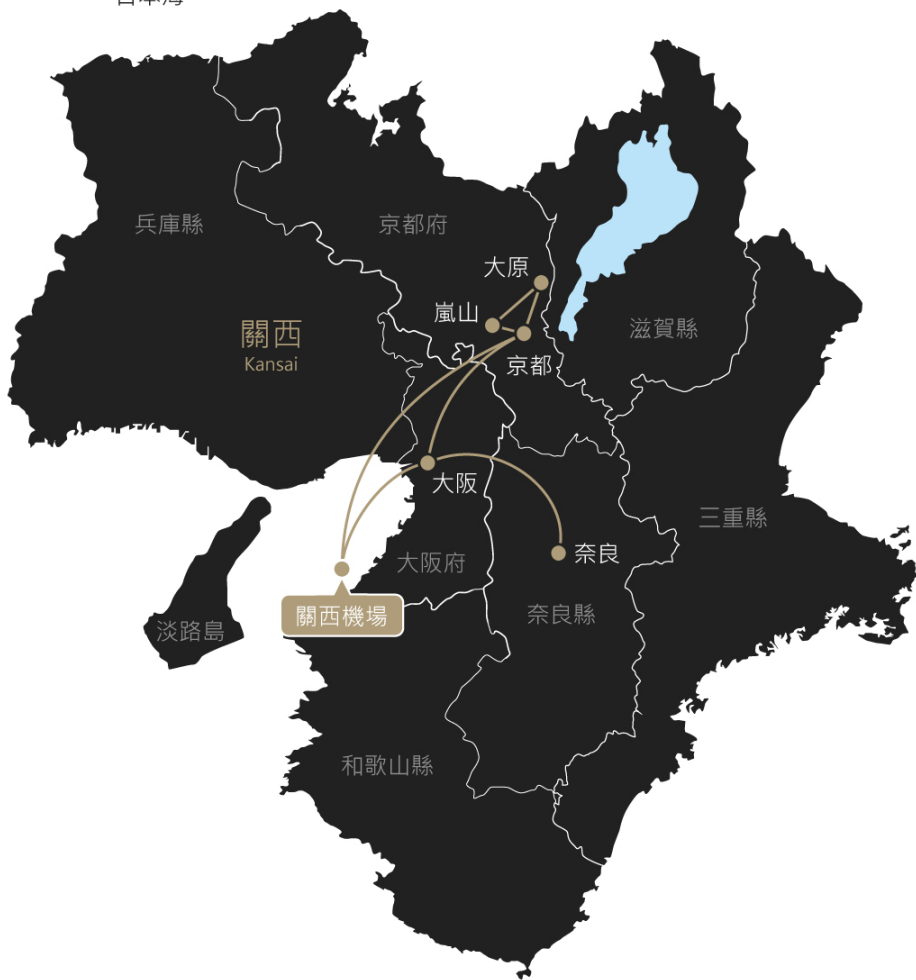 兵庫縣
京都府
大原
嵐山
關西
Kansai
滋賀縣
京都
大阪
三重縣
奈良
大阪府
關西機場
奈良縣
淡路島
和歌山縣